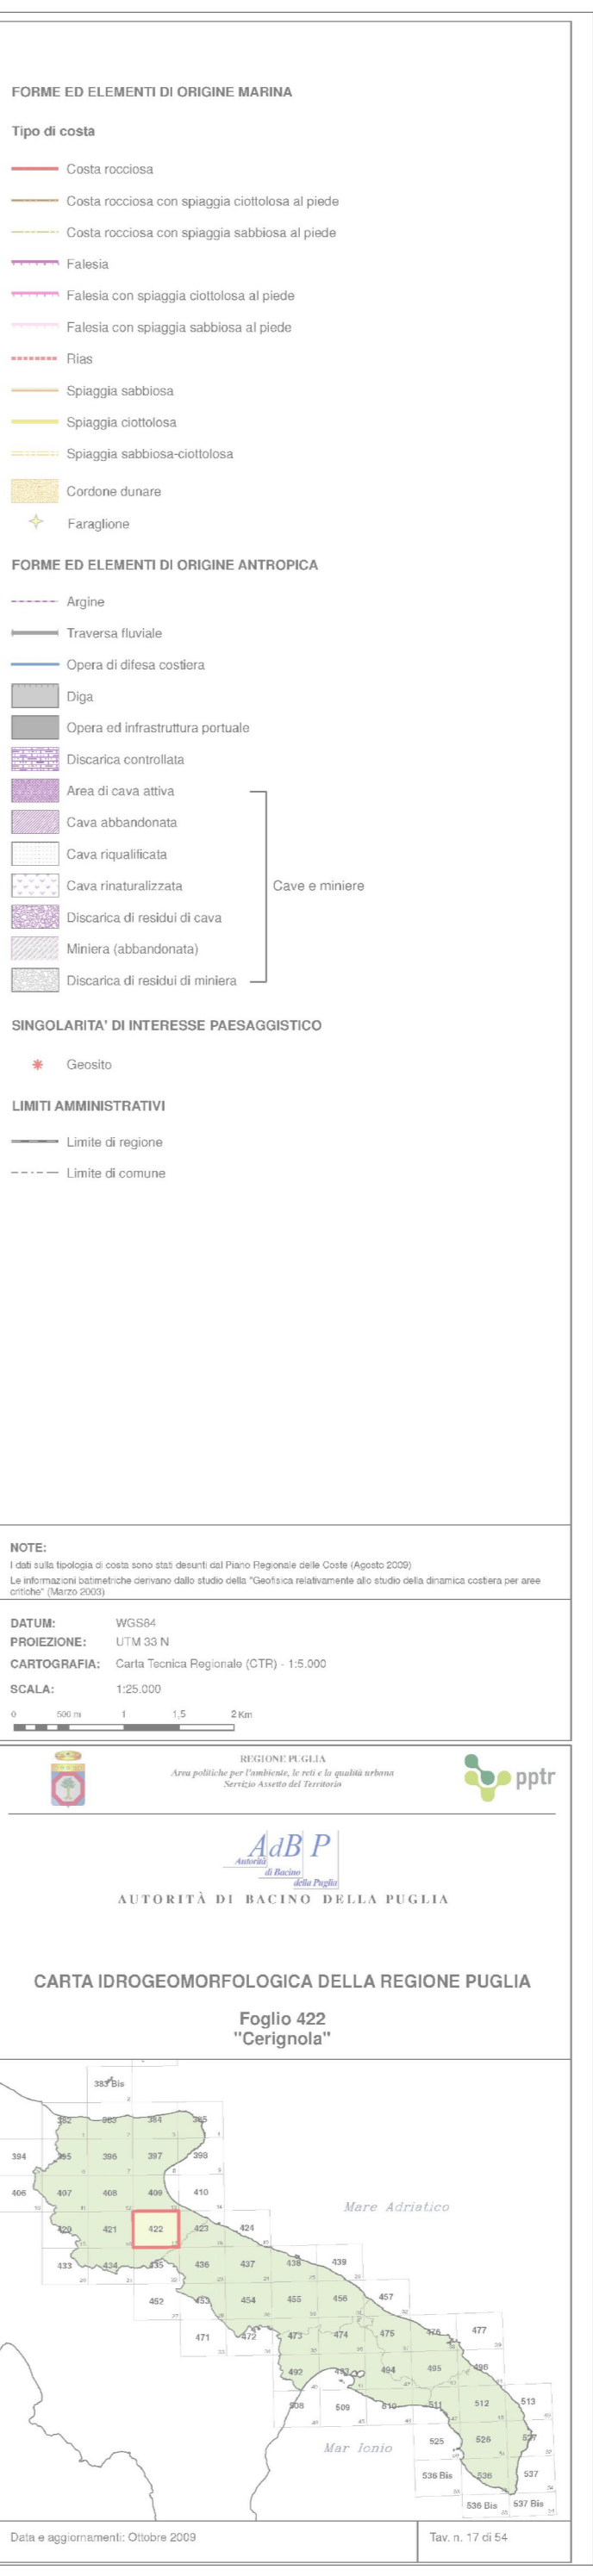 FORME ED ELEMENTI DI ORIGINE MARINA
Tipo di costa
Costa rocciosa
Costa rocciosa con spiaggia ciottolosa al piede
Costa rocciosa con spiaggia sabbiosa al piede
Falesia
Falesia con spiaggia ciottolosa al piede
Falesia con spiaggia sabbiosa al piede
Rias
Spiaggia sabbiosa
Spiaggia ciottolosa
Spiaggia sabbiosa-ciottolosa
Cordone dunare
Faraglione
FORME ED ELEMENTI DI ORIGINE ANTROPICA
Argine
Traversa fluviale
Opera di difesa costiera
Diga
Opera ed infrastruttura portuale
Discarica controllata
Area di cava attiva
Cava abbandonata
Cava riqualificata
Cava rinaturalizzata
Cave e miniere
Discarica di residui di cava
Miniera (abbandonata)
Discarica di residui di miniera
SINGOLARITA' DI INTERESSE PAESAGGISTICO
Geosito
LIMITI AMMINISTRATIVI
Limite di regione
Limite di comune
NOTE:
I dati sulla tipologia di costa sono stati desunti dal Piano Regionale delle Coste (Agosto 2009)
Le informazioni batimetriche derivano dallo studio della "Geofisica relativamente allo studio della dinamica costiera per aree
critiche" (Marzo 2003)
DATUM: WGS84
PROIEZIONE: UTM 33 N
CARTOGRAFIA: Carta Tecnica Regionale (CTR) - 1:5.000
SCALA: 1:25.000
0 500 m 1 1,5 2 Km
REGIONE PUGLIA
Area politiche per l'ambiente, le reti e la qualità urbana
Servizio Assetto del Territorio
pptr
AdB P
Autorità
di Bacino
della Puglia
AUTORITÀ DI BACINO DELLA PUGLIA
CARTA IDROGEOMORFOLOGICA DELLA REGIONE PUGLIA
Foglio 422
"Cerignola"
383 Bis
382 383 384 385
394 395 396 397 398
406 407 408 409 410
Mare Adriatico
420 421 422 423 424
433 434 435 436 437 438 439
452 453 454 455 456 457
471 472 473 474 475 476 477
492 493 494 495 496
508 509 510 511 512 513
525 526 527
Mar Ionio
536 Bis 536 537
536 Bis 537 Bis
Data e aggiornamenti: Ottobre 2009
Tav. n. 17 di 54